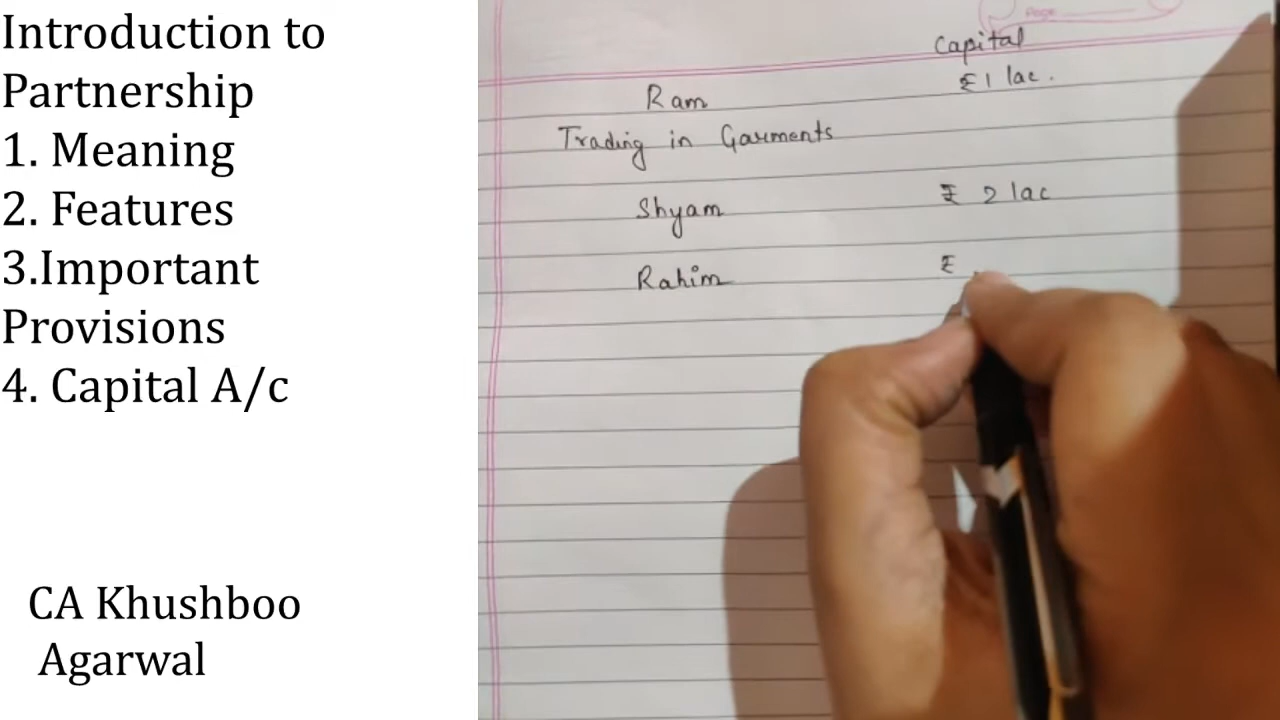 Introduction to
Partnership
1. Meaning
2. Features
3.Important
Provisions
4. Capital A/c
CA Khushboo
Agarwal
PAGE
Capital
Ram ₹ 1 lac.
Trading in Garments
Shyam ₹ 2 lac
Rahim ₹